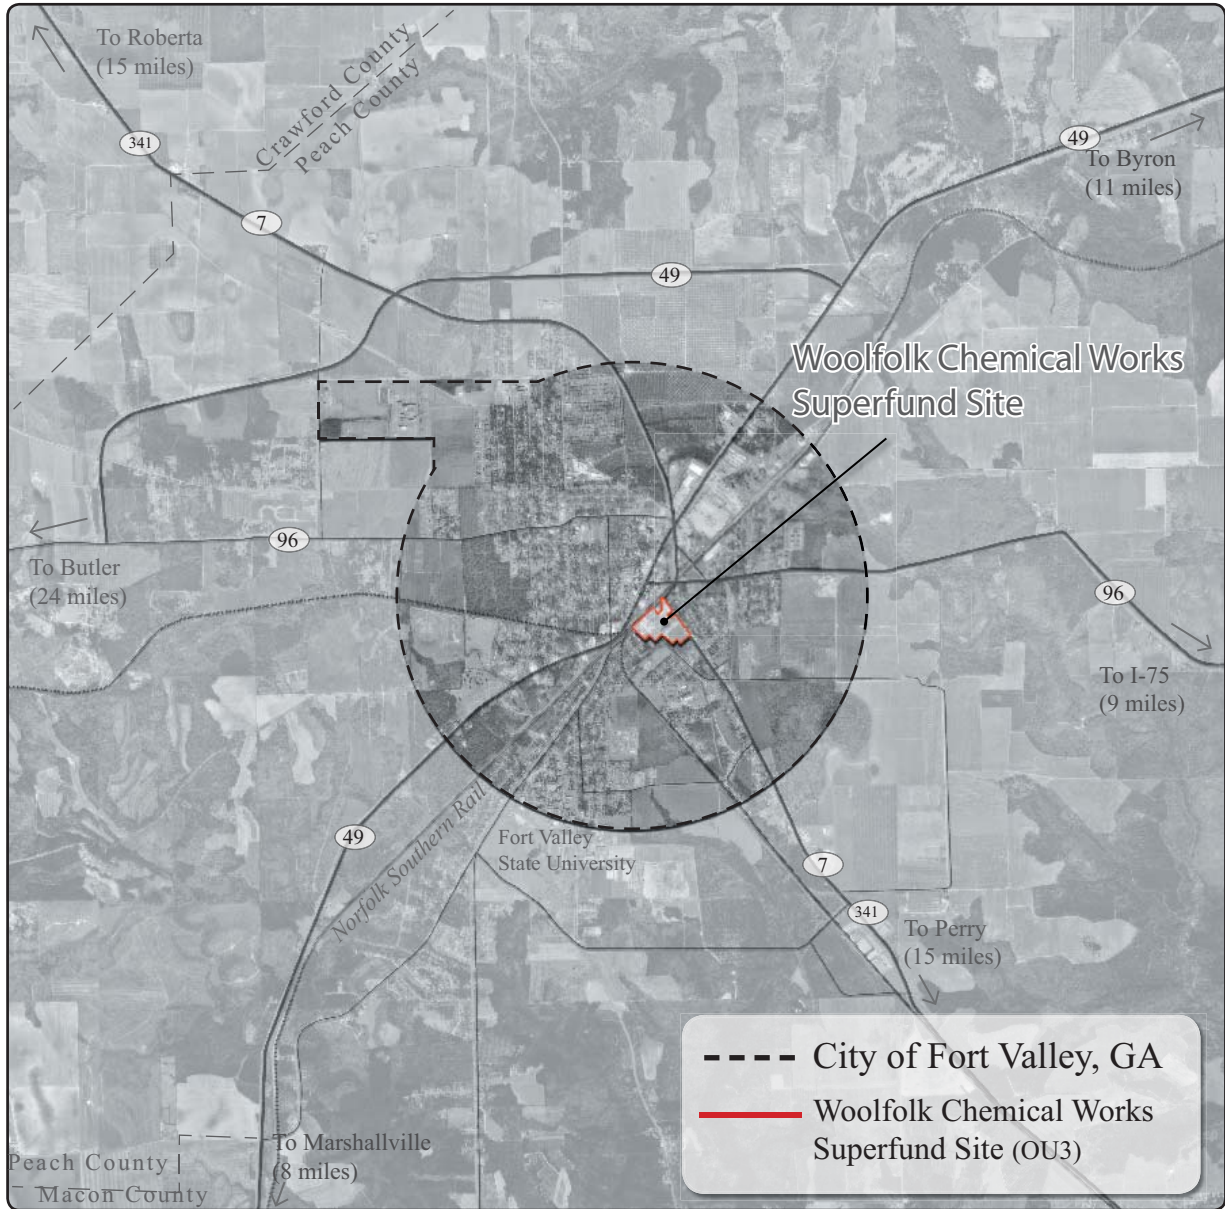 To Roberta
(15 miles)
Crawford County
Peach County
341
7
49
To Byron
(11 miles)
49
Woolfolk Chemical Works
Superfund Site
96
To Butler
(24 miles)
96
To I-75
(9 miles)
49
Norfolk Southern Rail
Fort Valley
State University
7
341
To Perry
(15 miles)
City of Fort Valley, GA
Woolfolk Chemical Works
Superfund Site (OU3)
To Marshallville
(8 miles)
Peach County
Macon County